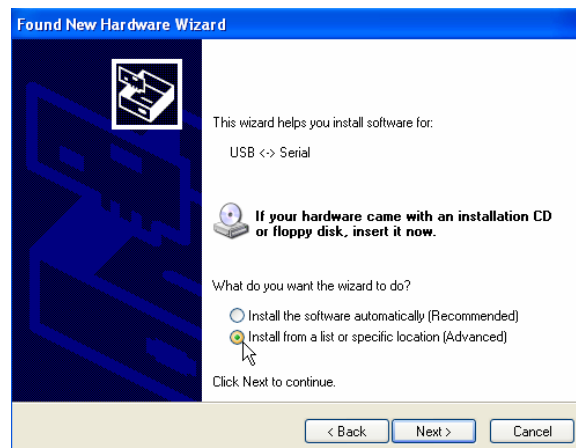 Found New Hardware Wizard
This wizard helps you install software for:
USB <-> Serial
If your hardware came with an installation CD
or floppy disk, insert it now.
What do you want the wizard to do?
Install the software automatically (Recommended)
Install from a list or specific location (Advanced)
Click Next to continue.
< Back Next > Cancel